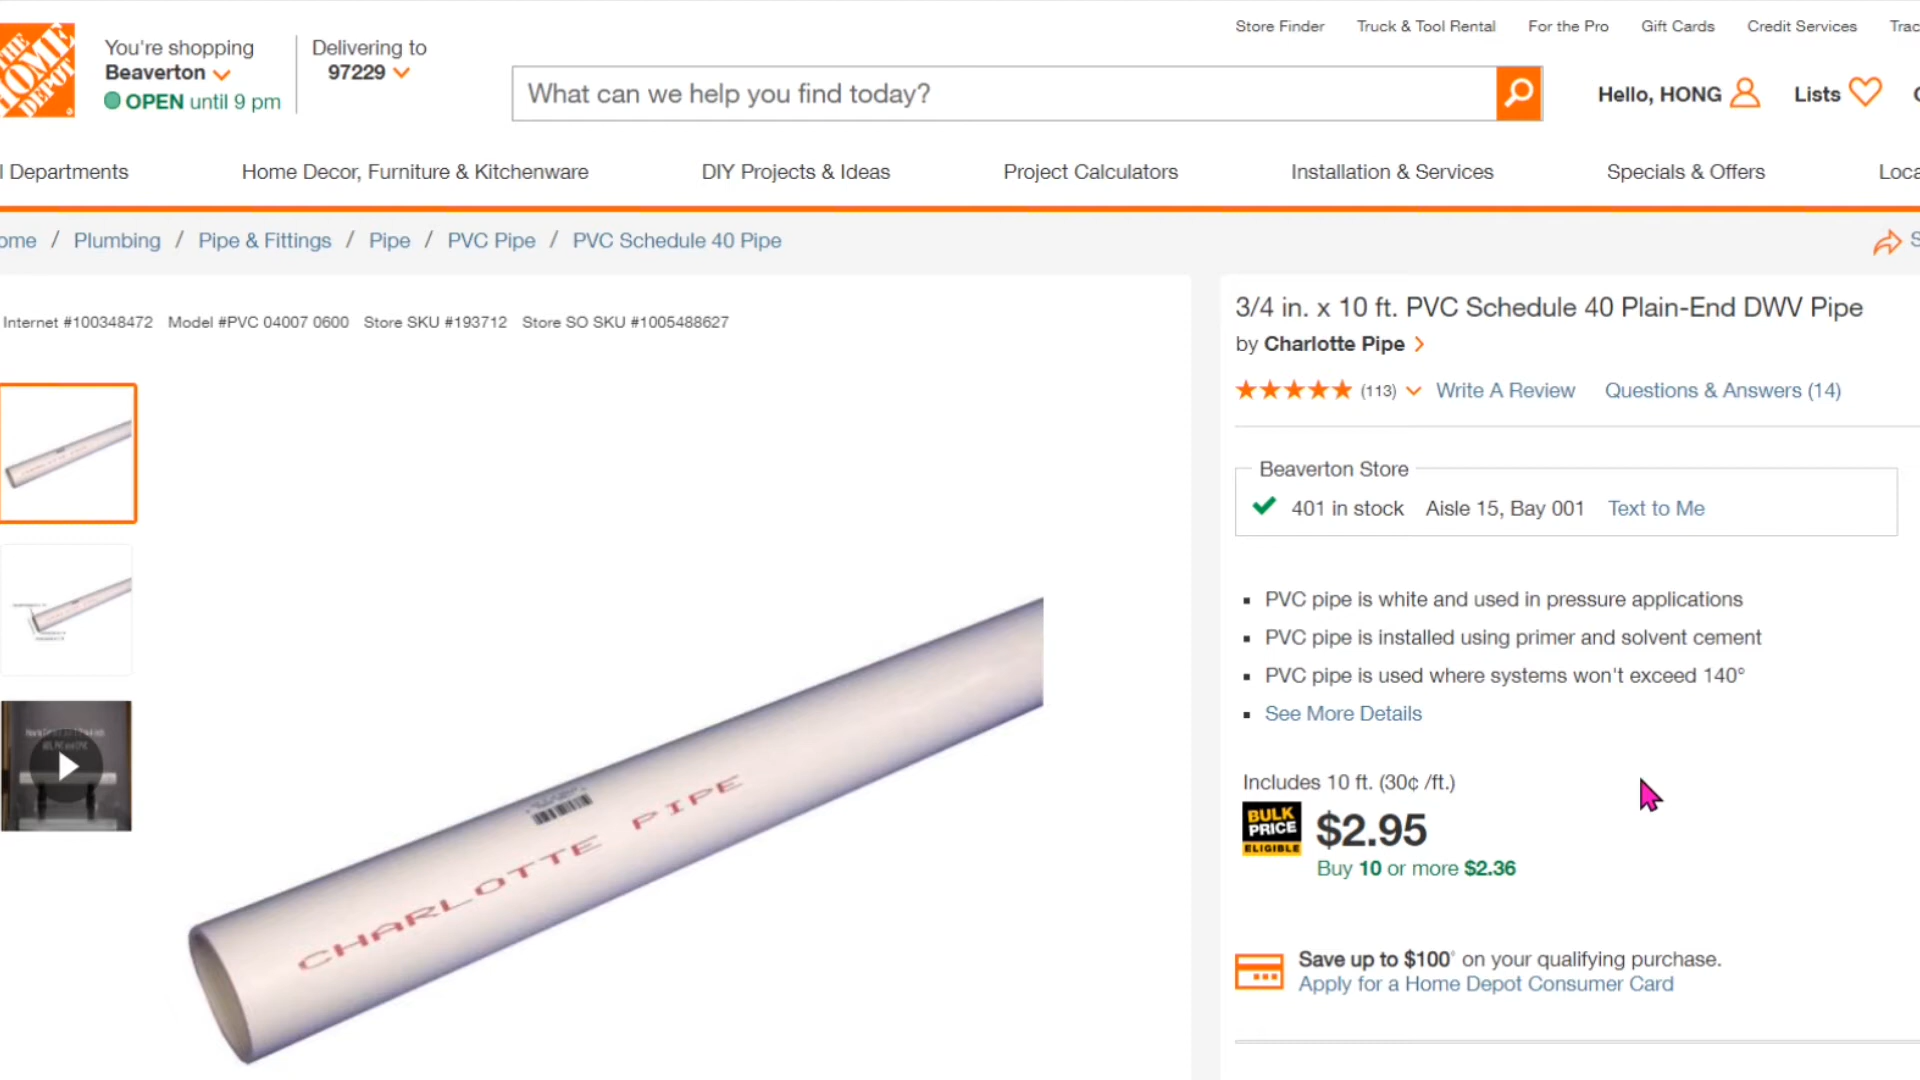 THE
HOME
DEPOT
You're shopping
Beaverton
OPEN until 9 pm
Delivering to
97229
What can we help you find today?
Store Finder
Truck & Tool Rental
For the Pro
Gift Cards
Credit Services
Hello, HONG
Lists
Departments
Home Decor, Furniture & Kitchenware
DIY Projects & Ideas
Project Calculators
Installation & Services
Specials & Offers
/ Plumbing / Pipe & Fittings / Pipe / PVC Pipe / PVC Schedule 40 Pipe
Internet #100348472 Model #PVC 04007 0600 Store SKU #193712 Store SO SKU #1005488627
CHARLOTTE PIPE
3/4 in. x 10 ft. PVC Schedule 40 Plain-End DWV Pipe
by Charlotte Pipe
(113)
Write A Review
Questions & Answers (14)
Beaverton Store
401 in stock Aisle 15, Bay 001 Text to Me
PVC pipe is white and used in pressure applications
PVC pipe is installed using primer and solvent cement
PVC pipe is used where systems won't exceed 140°
See More Details
Includes 10 ft. (30¢ /ft.)
BULK
PRICE
ELIGIBLE
$2.95
Buy 10 or more $2.36
Save up to $100° on your qualifying purchase.
Apply for a Home Depot Consumer Card